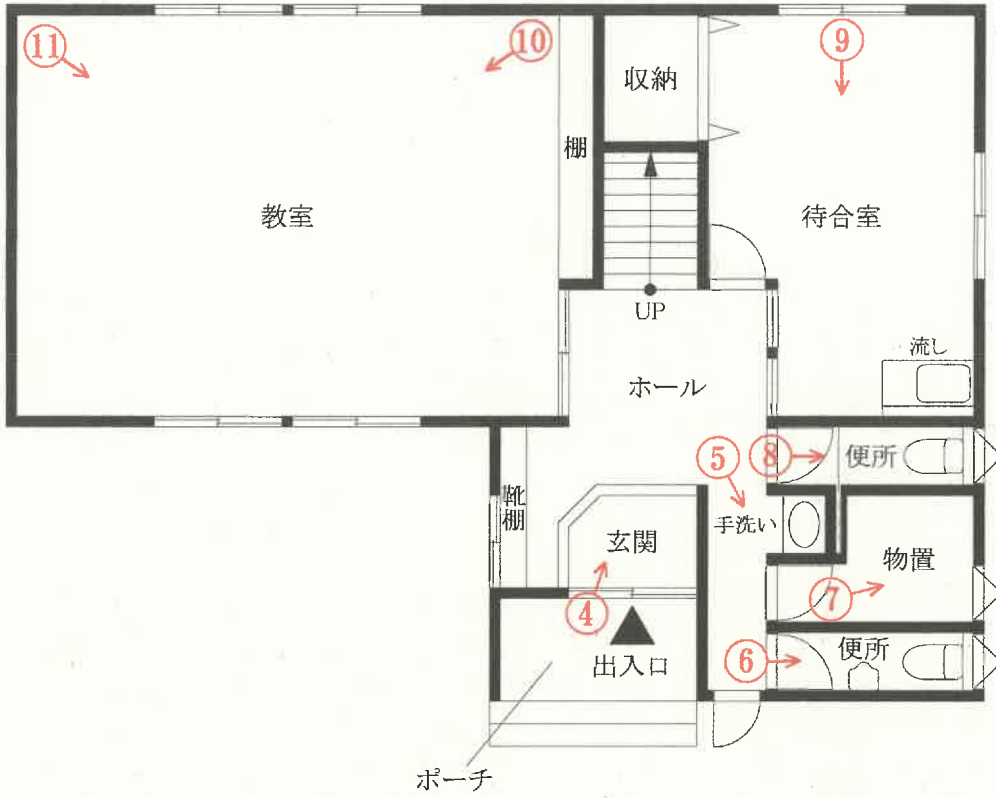 ⑪
⑩
⑨
収納
棚
教室
待合室
UP
流し
ホール
⑤
⑧
便所
靴棚
手洗い
玄関
物置
④
⑦
⑥
便所
出入口
ポーチ